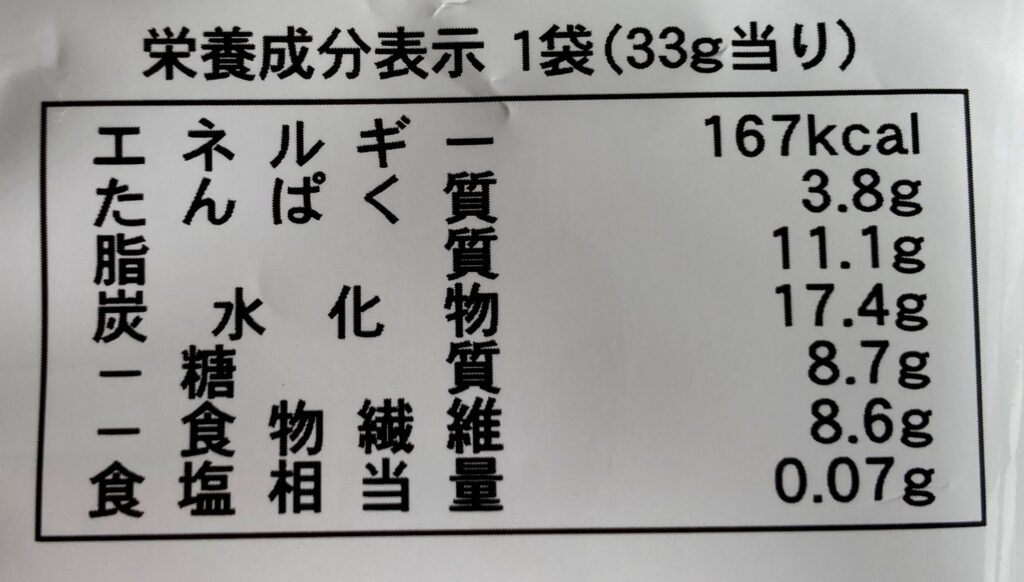 栄養成分表示 1袋(33g当り)
エネルギー 167kcal
たんぱく質 3.8g
脂質 11.1g
炭水化物 17.4g
－糖質 8.7g
－食物繊維 8.6g
食塩相当量 0.07g